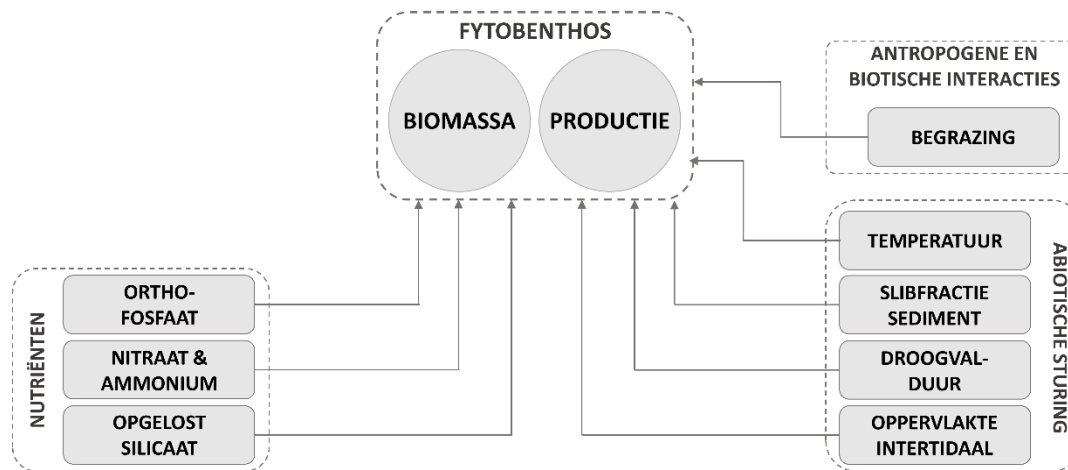 FYTOBENTHOS
BIOMASSA
PRODUCTIE
ANTROPOGENE EN
BIOTISCHE INTERACTIES
BEGRAZING
NUTRIËNTEN
ORTHO-
FOSFAAT
NITRAAT &
AMMONIUM
OPGELOST
SILICAAT
ABIOTISCHE STURING
TEMPERATUUR
SLIBFRACTIE
SEDIMENT
DROOGVAL-
DUUR
OPPERVLAKTE
INTERTIDAAL